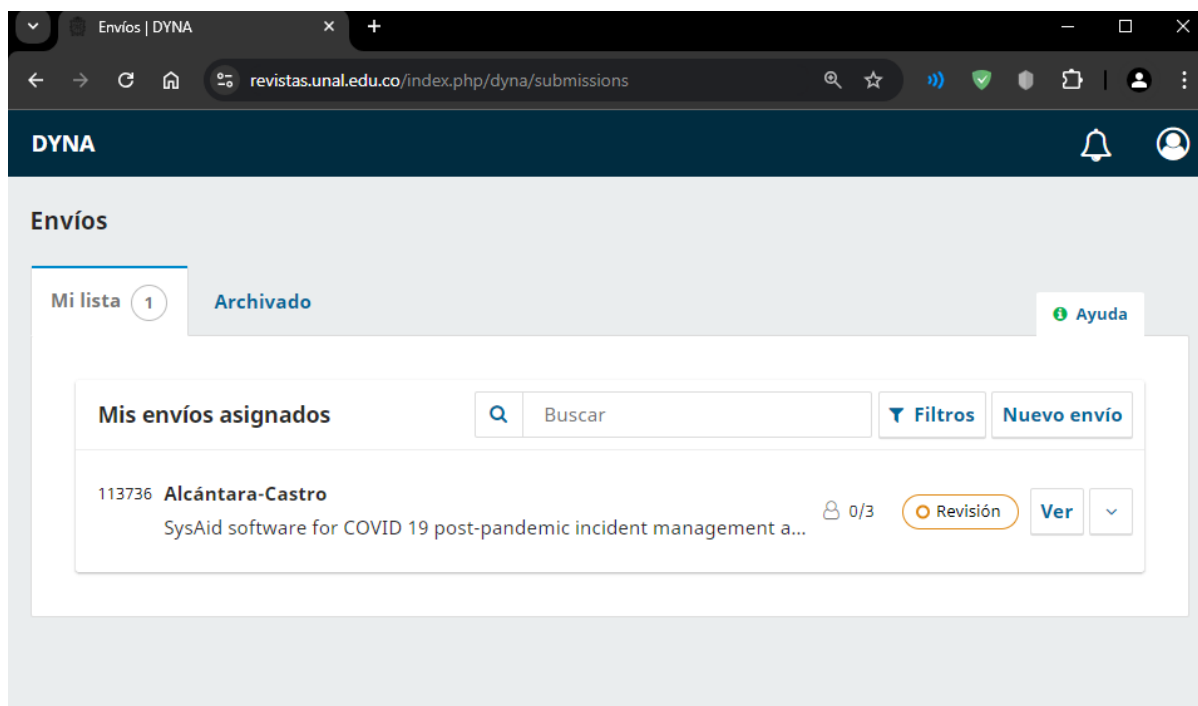 Envíos | DYNA
revistas.unal.edu.co/index.php/dyna/submissions
DYNA
Envíos
Mi lista 1 Archivado
Ayuda
Mis envíos asignados Buscar Filtros Nuevo envío
113736 Alcántara-Castro
SysAid software for COVID 19 post-pandemic incident management a...
0/3 Revisión Ver